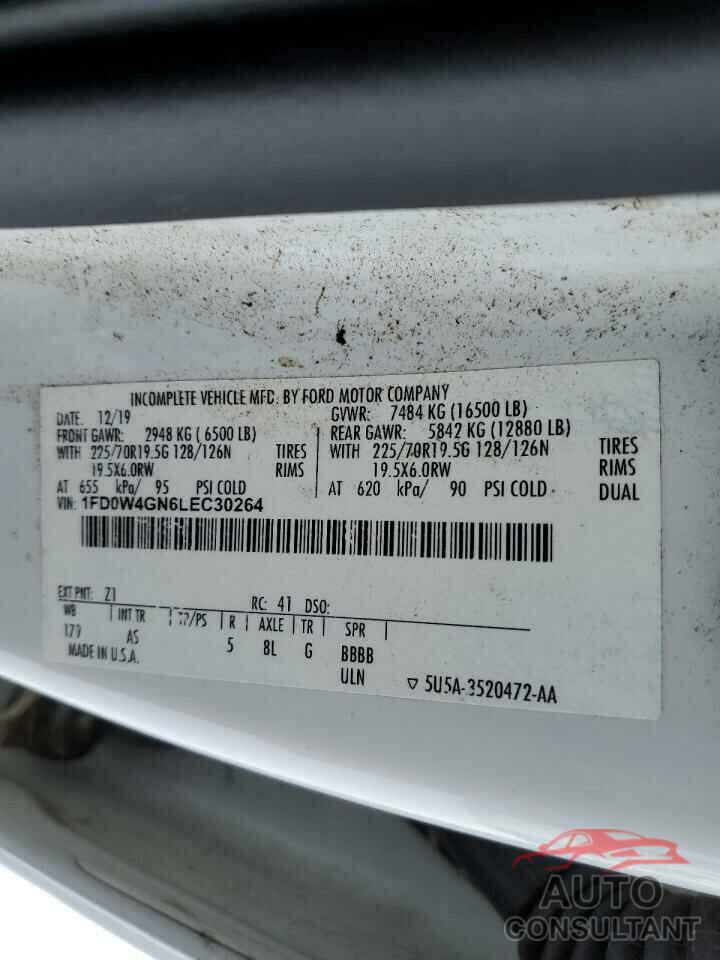 INCOMPLETE VEHICLE MFD. BY FORD MOTOR COMPANY
DATE: 12/19 GVWR: 7484 KG (16500 LB)
FRONT GAWR: 2948 KG ( 6500 LB) REAR GAWR: 5842 KG (12880 LB)
WITH 225/70R19.5G 128/126N TIRES WITH 225/70R19.5G 128/126N TIRES
19.5X6.0RW RIMS 19.5X6.0RW RIMS
AT 655 kPa/ 95 PSI COLD AT 620 kPa/ 90 PSI COLD DUAL
VIN: 1FD0W4GN6LEC30264
EXT PNT: Z1 RC: 41 DSO:
WB INT TR TP/PS R AXLE TR SPR
179 AS 5 8L G BBBB
MADE IN U.S.A. ULN ▽ 5U5A-3520472-AA
AUTO
CONSULTANT